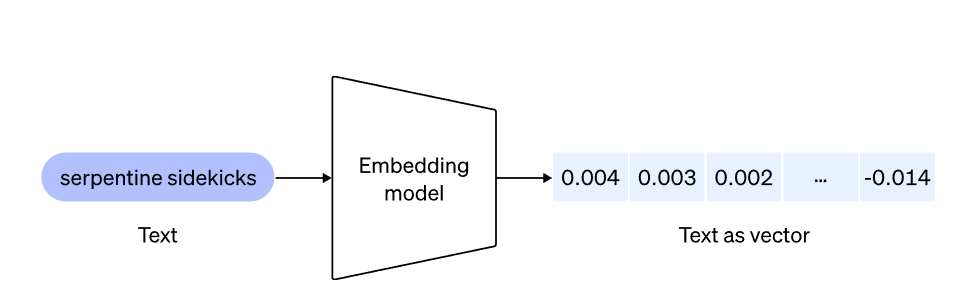 serpentine sidekicks
Text
Embedding
model
0.004 0.003 0.002 ... -0.014
Text as vector